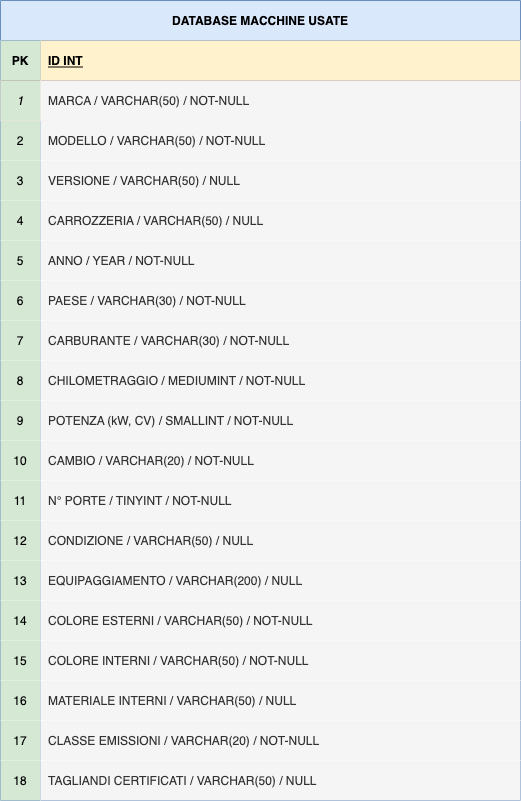 DATABASE MACCHINE USATE
PK ID INT
1 MARCA / VARCHAR(50) / NOT-NULL
2 MODELLO / VARCHAR(50) / NOT-NULL
3 VERSIONE / VARCHAR(50) / NULL
4 CARROZZERIA / VARCHAR(50) / NULL
5 ANNO / YEAR / NOT-NULL
6 PAESE / VARCHAR(30) / NOT-NULL
7 CARBURANTE / VARCHAR(30) / NOT-NULL
8 CHILOMETRAGGIO / MEDIUMINT / NOT-NULL
9 POTENZA (kW, CV) / SMALLINT / NOT-NULL
10 CAMBIO / VARCHAR(20) / NOT-NULL
11 N° PORTE / TINYINT / NOT-NULL
12 CONDIZIONE / VARCHAR(50) / NULL
13 EQUIPAGGIAMENTO / VARCHAR(200) / NULL
14 COLORE ESTERNI / VARCHAR(50) / NOT-NULL
15 COLORE INTERNI / VARCHAR(50) / NOT-NULL
16 MATERIALE INTERNI / VARCHAR(50) / NULL
17 CLASSE EMISSIONI / VARCHAR(20) / NOT-NULL
18 TAGLIANDI CERTIFICATI / VARCHAR(50) / NULL